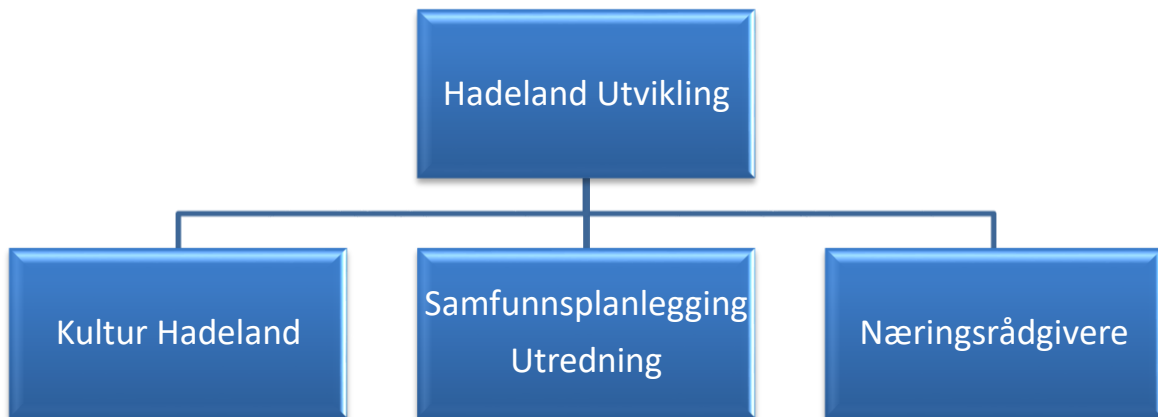 Hadeland Utvikling
Kultur Hadeland
Samfunnsplanlegging
Utredning
Næringsrådgivere